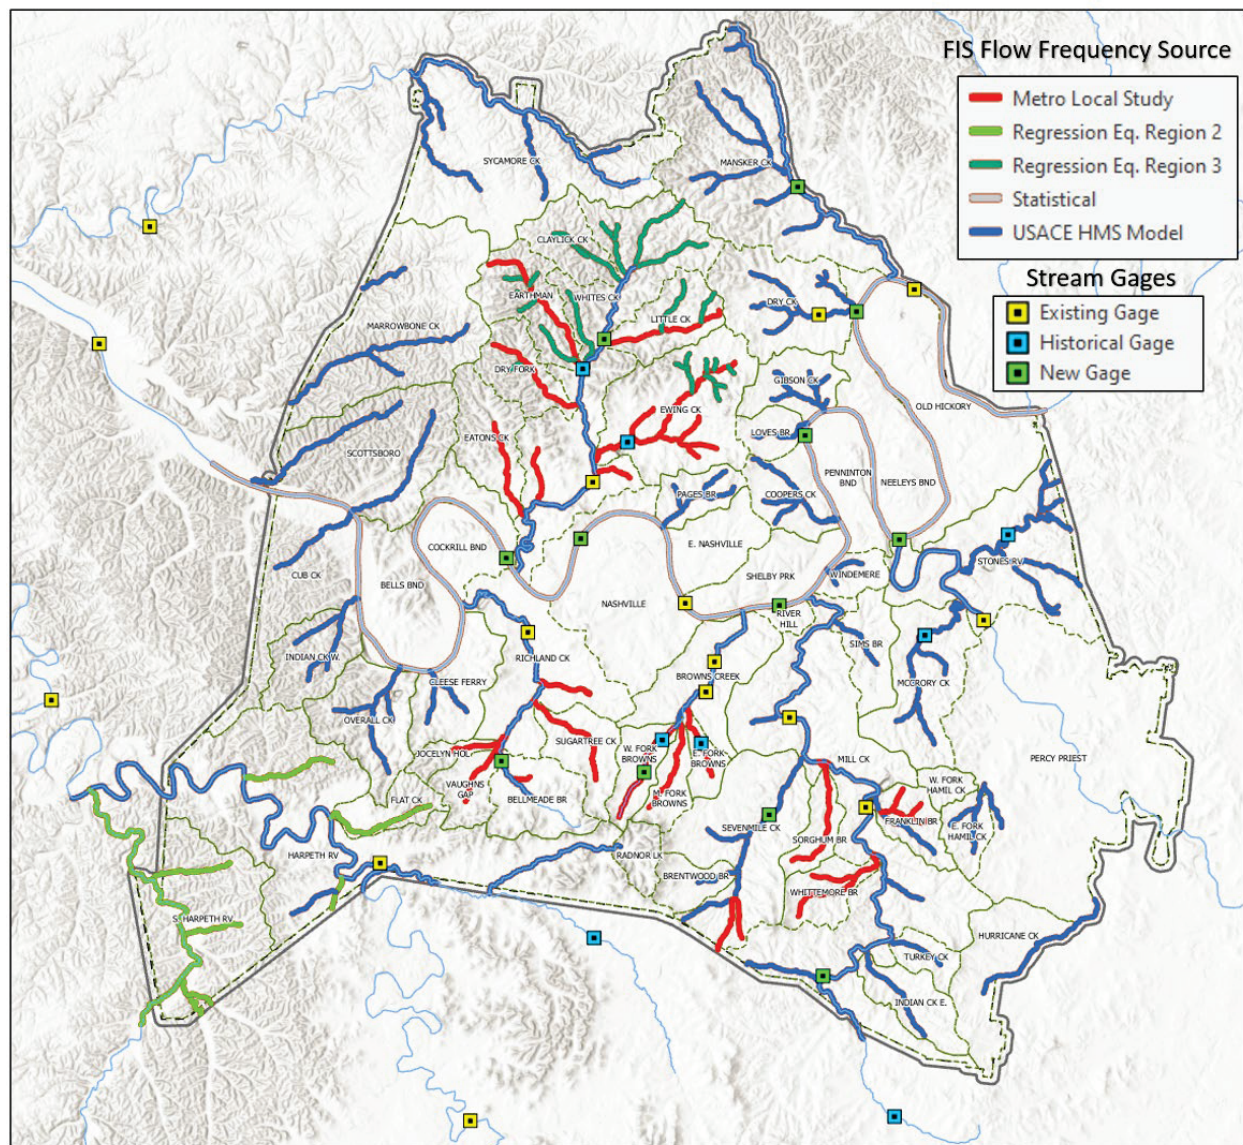 FIS Flow Frequency Source
Metro Local Study
Regression Eq. Region 2
Regression Eq. Region 3
Statistical
USACE HMS Model
Stream Gages
Existing Gage
Historical Gage
New Gage
SYCAMORE CK
MANSKER CK
CLAYLICK CK
EARTHMAN
WHITES CK
DRY CK
LITTLE CK
MARROWBONE CK
DRY FORK
GIBSON CK
OLD HICKORY
EWING CK
LOVES BR
EATONS CK
SCOTTSBORO
PENNINTON
BND
NEELEYS BND
PAGES BR
COOPERS CK
COCKRILL BND
E. NASHVILLE
STONES RV
CUB CK
BELLS BND
SHELBY PRK
WINDEMERE
NASHVILLE
RIVER
HILL
SIMS BR
INDIAN CK W.
RICHLAND CK
BROWNS CREEK
MCCRORY CK
CLEESE FERRY
OVERALL CK
SUGARTREE CK
W. FORK
BROWNS
E. FORK
BROWNS
JOCELYN HOL
MILL CK
PERCY PRIEST
VAUGHNS
GAP
BELLMEADE BR
M. FORK
BROWNS
W. FORK
HAMIL CK
FLAT CK
SEVENMILE CK
SORGHUM BR
FRANKLIN BR
E. FORK
HAMIL CK
HARPETH RV
RADNOR LK
BRENTWOOD BR
WHITTEMORE BR
S. HARPETH RV
HURRICANE CK
TURKEY CK
INDIAN CK E.